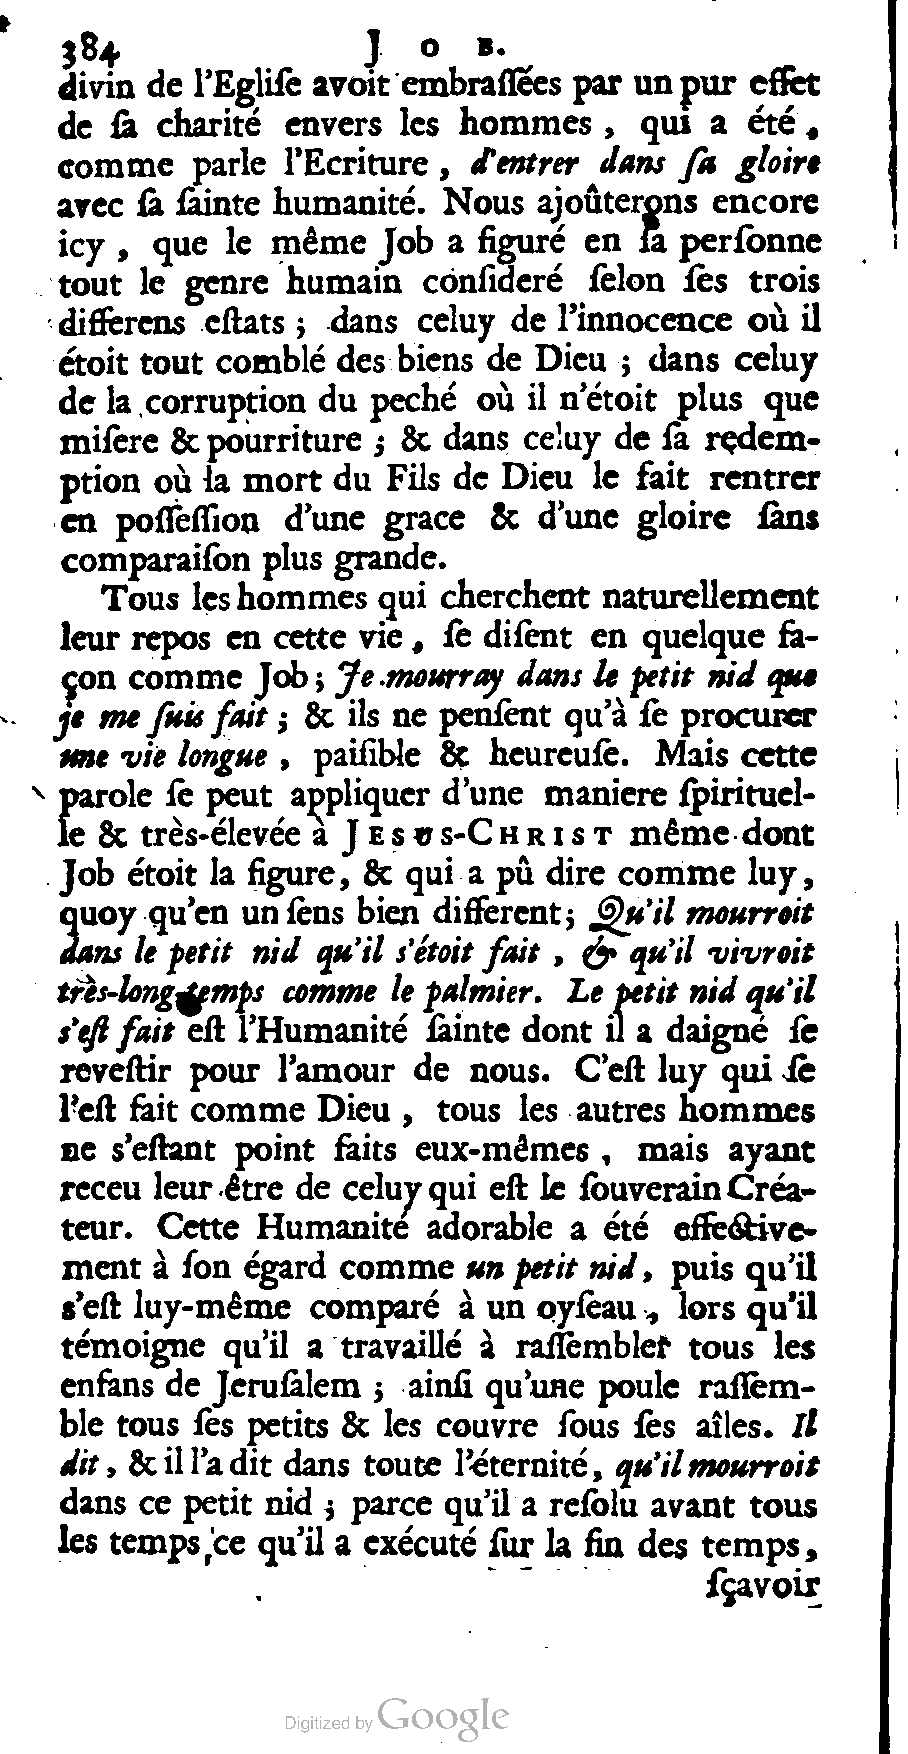 384 J O B.
divin de l'Egliſe avoit embraſſées par un pur effet
de ſa charité envers les hommes, qui a été,
comme parle l'Ecriture, d'entrer dans ſa gloire
avec ſa ſainte humanité. Nous ajoûterons encore
icy, que le même Job a figuré en ſa perſonne
tout le genre humain conſideré ſelon ſes trois
differens eſtats; dans celuy de l'innocence où il
étoit tout comblé des biens de Dieu; dans celuy
de la corruption du peché où il n'étoit plus que
miſere & pourriture; & dans celuy de ſa redem-
ption où la mort du Fils de Dieu le fait rentrer
en poſſeſſion d'une grace & d'une gloire ſans
comparaiſon plus grande.
Tous les hommes qui cherchent naturellement
leur repos en cette vie, ſe diſent en quelque fa-
çon comme Job; Je mourray dans le petit nid que
je me ſuis fait; & ils ne penſent qu'à ſe procurer
une vie longue, paiſible & heureuſe. Mais cette
parole ſe peut appliquer d'une maniere ſpirituel-
le & très-élevée à JESUS-CHRIST même dont
Job étoit la figure, & qui a pû dire comme luy,
quoy qu'en un ſens bien different; Qu'il mourroit
dans le petit nid qu'il s'étoit fait, & qu'il vivroit
très-long-temps comme le palmier. Le petit nid qu'il
s'eſt fait eſt l'Humanité ſainte dont il a daigné ſe
reveſtir pour l'amour de nous. C'eſt luy qui ſe
l'eſt fait comme Dieu, tous les autres hommes
ne s'eſtant point faits eux-mêmes, mais ayant
receu leur être de celuy qui eſt le ſouverain Créa-
teur. Cette Humanité adorable a été effective-
ment à ſon égard comme un petit nid, puis qu'il
s'eſt luy-même comparé à un oyſeau, lors qu'il
témoigne qu'il a travaillé à raſſembler tous les
enfans de Jeruſalem; ainſi qu'une poule raſſem-
ble tous ſes petits & les couvre ſous ſes aîles. Il
dit, & il l'a dit dans toute l'éternité, qu'il mourroit
dans ce petit nid; parce qu'il a reſolu avant tous
les temps, ce qu'il a exécuté ſur la fin des temps,
ſçavoir
Digitized by Google